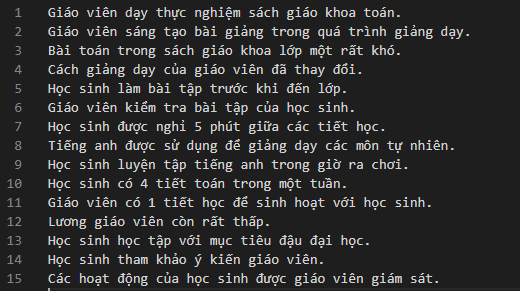 1 Giáo viên dạy thực nghiệm sách giáo khoa toán.
2 Giáo viên sáng tạo bài giảng trong quá trình giảng dạy.
3 Bài toán trong sách giáo khoa lớp một rất khó.
4 Cách giảng dạy của giáo viên đã thay đổi.
5 Học sinh làm bài tập trước khi đến lớp.
6 Giáo viên kiểm tra bài tập của học sinh.
7 Học sinh được nghỉ 5 phút giữa các tiết học.
8 Tiếng anh được sử dụng để giảng dạy các môn tự nhiên.
9 Học sinh luyện tập tiếng anh trong giờ ra chơi.
10 Học sinh có 4 tiết toán trong một tuần.
11 Giáo viên có 1 tiết học để sinh hoạt với học sinh.
12 Lương giáo viên còn rất thấp.
13 Học sinh học tập với mục tiêu đậu đại học.
14 Học sinh tham khảo ý kiến giáo viên.
15 Các hoạt động của học sinh được giáo viên giám sát.